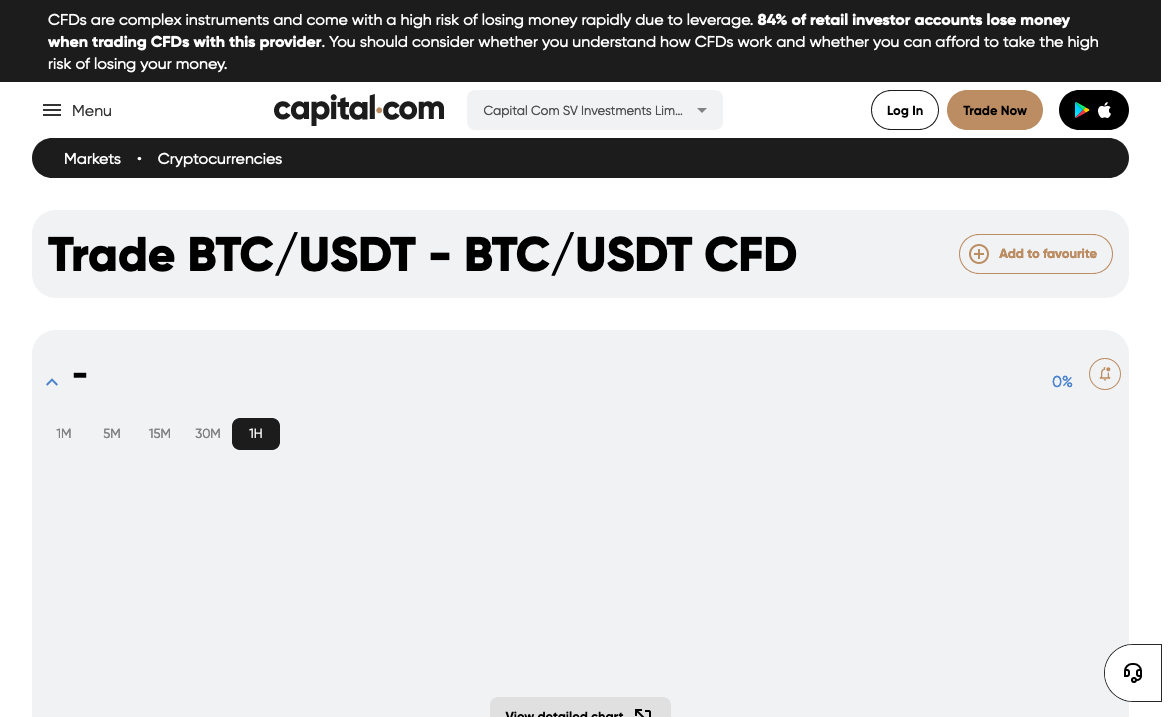 CFDs are complex instruments and come with a high risk of losing money rapidly due to leverage. 84% of retail investor accounts lose money
when trading CFDs with this provider. You should consider whether you understand how CFDs work and whether you can afford to take the high
risk of losing your money.
Menu
capital.com
Capital Com SV Investments Lim...
Log In
Trade Now
Markets • Cryptocurrencies
Trade BTC/USDT - BTC/USDT CFD
Add to favourite
-
0%
1M 5M 15M 30M 1H
View detailed chart